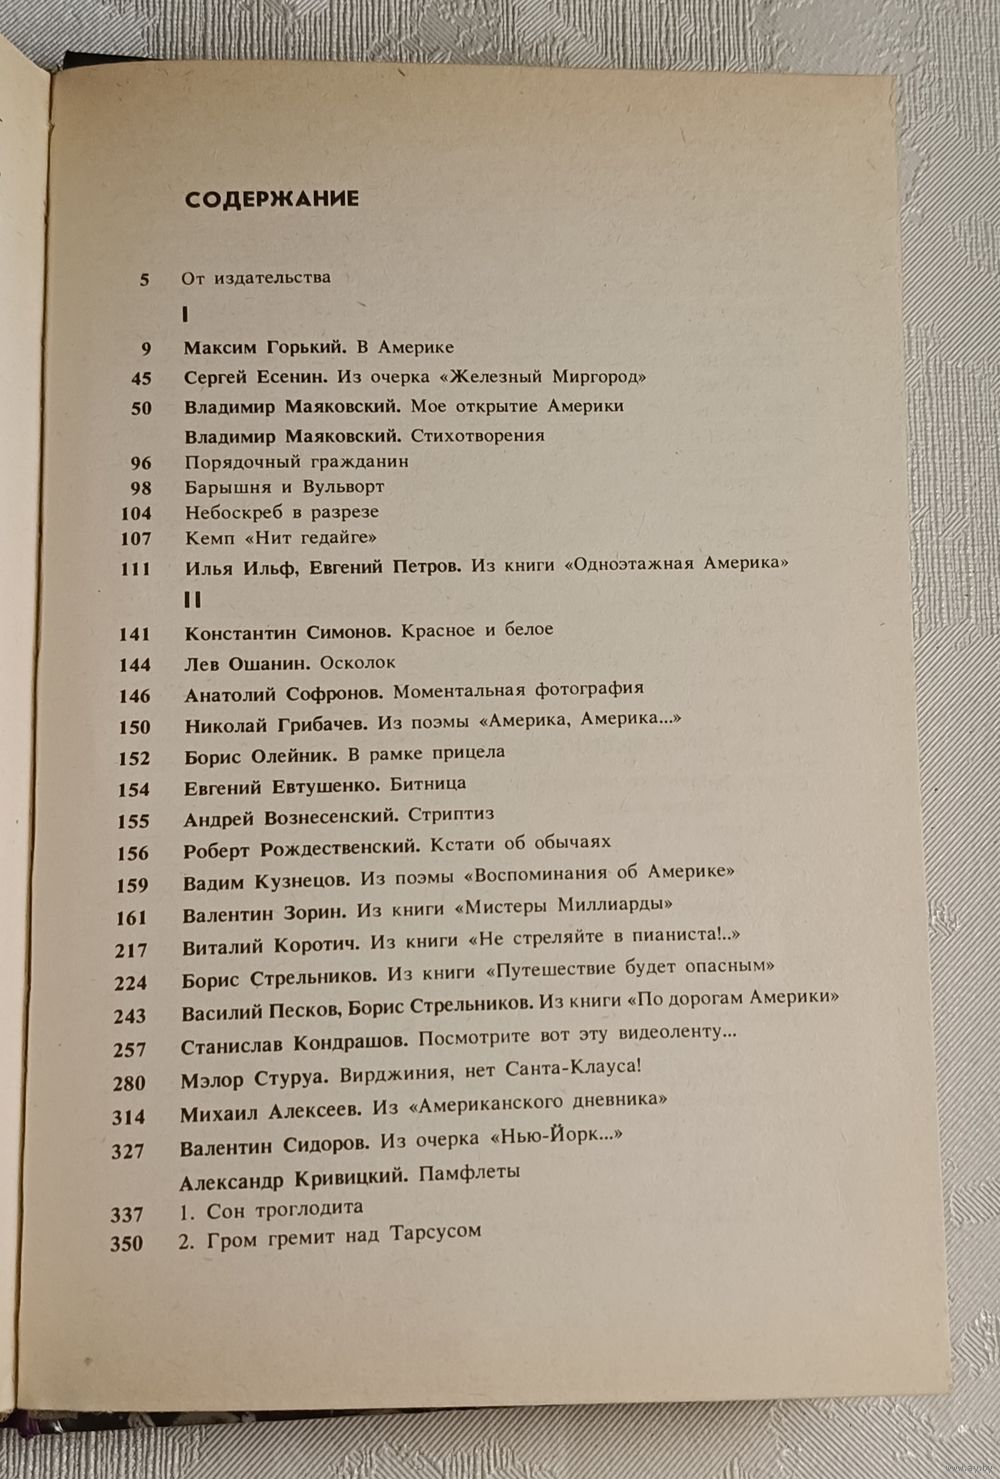 СОДЕРЖАНИЕ
5 От издательства
I
9 Максим Горький. В Америке
45 Сергей Есенин. Из очерка «Железный Миргород»
50 Владимир Маяковский. Мое открытие Америки
Владимир Маяковский. Стихотворения
96 Порядочный гражданин
98 Барышня и Вульворт
104 Небоскреб в разрезе
107 Кемп «Нит гедайге»
111 Илья Ильф, Евгений Петров. Из книги «Одноэтажная Америка»
II
141 Константин Симонов. Красное и белое
144 Лев Ошанин. Осколок
146 Анатолий Софронов. Моментальная фотография
150 Николай Грибачев. Из поэмы «Америка, Америка...»
152 Борис Олейник. В рамке прицела
154 Евгений Евтушенко. Битница
155 Андрей Вознесенский. Стриптиз
156 Роберт Рождественский. Кстати об обычаях
159 Вадим Кузнецов. Из поэмы «Воспоминания об Америке»
161 Валентин Зорин. Из книги «Мистеры Миллиарды»
217 Виталий Коротич. Из книги «Не стреляйте в пианиста!..»
224 Борис Стрельников. Из книги «Путешествие будет опасным»
243 Василий Песков, Борис Стрельников. Из книги «По дорогам Америки»
257 Станислав Кондрашов. Посмотрите вот эту видеоленту...
280 Мэлор Стуруа. Вирджиния, нет Санта-Клауса!
314 Михаил Алексеев. Из «Американского дневника»
327 Валентин Сидоров. Из очерка «Нью-Йорк...»
Александр Кривицкий. Памфлеты
337 1. Сон троглодита
350 2. Гром гремит над Тарсусом